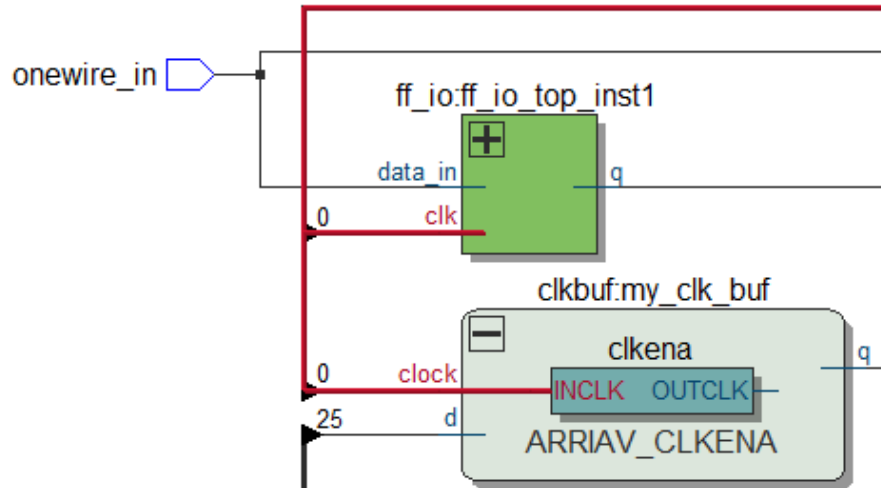 onewire_in
ff_io:ff_io_top_inst1
data_in
q
0
clk
clkbuf:my_clk_buf
clkena
q
0
clock
INCLK
OUTCLK
25
d
ARRIAV_CLKENA